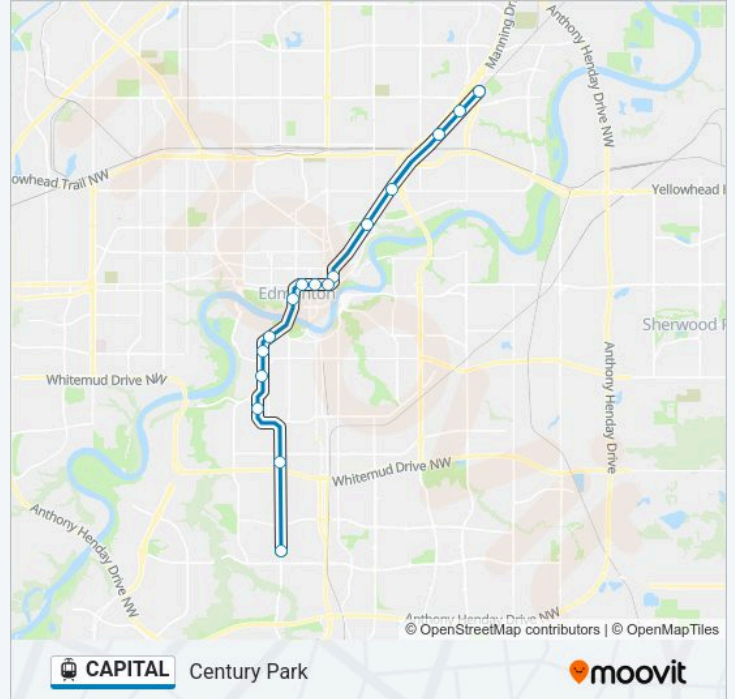 Manning Dr
Anthony Henday Drive NW
owhead Trail NW
Yellowhead H
Edmonton
Sherwood P
Whitemud Drive NW
Anthony Henday Drive
Whitemud Drive NW
Anthony Henday Drive NW
Anthony Henday Drive NW
© OpenStreetMap contributors | © OpenMapTiles
CAPITAL Century Park moovit